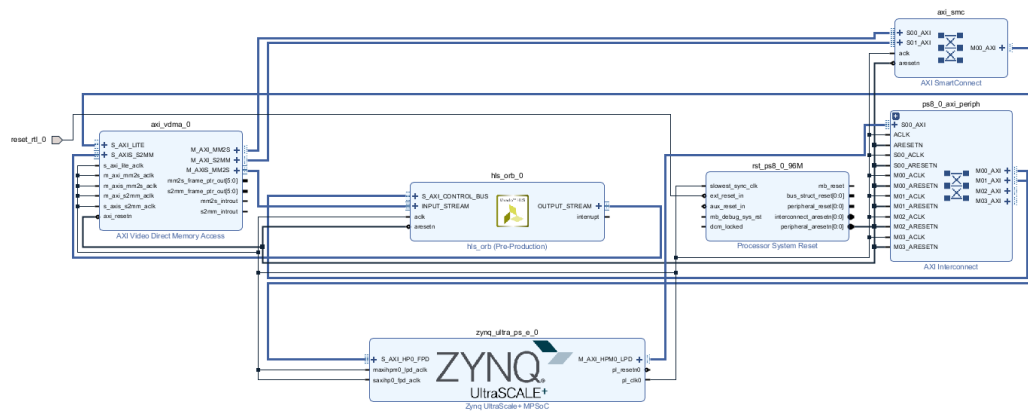 axi_smc
S00_AXI
S01_AXI
aclk
aresetn
M00_AXI
AXI SmartConnect
reset_rtl_0
axi_vdma_0
S_AXI_LITE
S_AXIS_S2MM
s_axi_lite_aclk
m_axi_mm2s_aclk
m_axis_mm2s_aclk
m_axi_s2mm_aclk
s_axis_s2mm_aclk
axi_resetn
M_AXI_MM2S
M_AXI_S2MM
M_AXIS_MM2S
mm2s_frame_ptr_out[5:0]
s2mm_frame_ptr_out[5:0]
mm2s_introut
s2mm_introut
AXI Video Direct Memory Access
hls_orb_0
S_AXI_CONTROL_BUS
INPUT_STREAM
aclk
aresetn
OUTPUT_STREAM
interrupt
hls_orb (Pre-Production)
rst_ps8_0_96M
slowest_sync_clk
ext_reset_in
aux_reset_in
mb_debug_sys_rst
dcm_locked
mb_reset
bus_struct_reset[0:0]
peripheral_reset[0:0]
interconnect_aresetn[0:0]
peripheral_aresetn[0:0]
Processor System Reset
ps8_0_axi_periph
S00_AXI
ACLK
ARESETN
S00_ACLK
S00_ARESETN
M00_ACLK
M00_ARESETN
M01_ACLK
M01_ARESETN
M02_ACLK
M02_ARESETN
M03_ACLK
M03_ARESETN
M00_AXI
M01_AXI
M02_AXI
M03_AXI
AXI Interconnect
zynq_ultra_ps_e_0
S_AXI_HP0_FPD
maxihpm0_lpd_aclk
saxihp0_fpd_aclk
ZYNQ
UltraSCALE+
M_AXI_HPM0_LPD
pl_resetn0
pl_clk0
Zynq UltraScale+ MPSoC